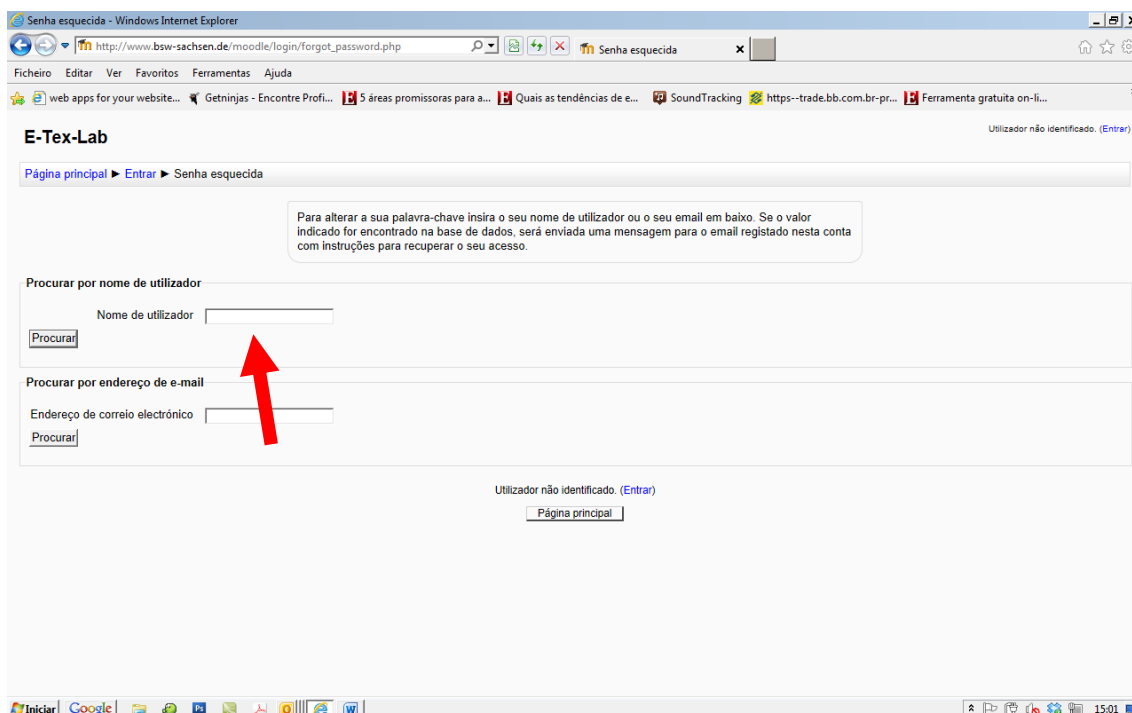 Senha esquecida - Windows Internet Explorer
http://www.bsw-sachsen.de/moodle/login/forgot_password.php
Senha esquecida
Ficheiro Editar Ver Favoritos Ferramentas Ajuda
web apps for your website... Getninjas - Encontre Profi... 5 áreas promissoras para a... Quais as tendências de e... SoundTracking https--trade.bb.com.br-pr... Ferramenta gratuita on-li...
E-Tex-Lab
Utilizador não identificado. (Entrar)
Página principal ► Entrar ► Senha esquecida
Para alterar a sua palavra-chave insira o seu nome de utilizador ou o seu email em baixo. Se o valor
indicado for encontrado na base de dados, será enviada uma mensagem para o email registado nesta conta
com instruções para recuperar o seu acesso.
Procurar por nome de utilizador
Nome de utilizador
Procurar
Procurar por endereço de e-mail
Endereço de correio electrónico
Procurar
Utilizador não identificado. (Entrar)
Página principal
Iniciar Google Ps W 15:01